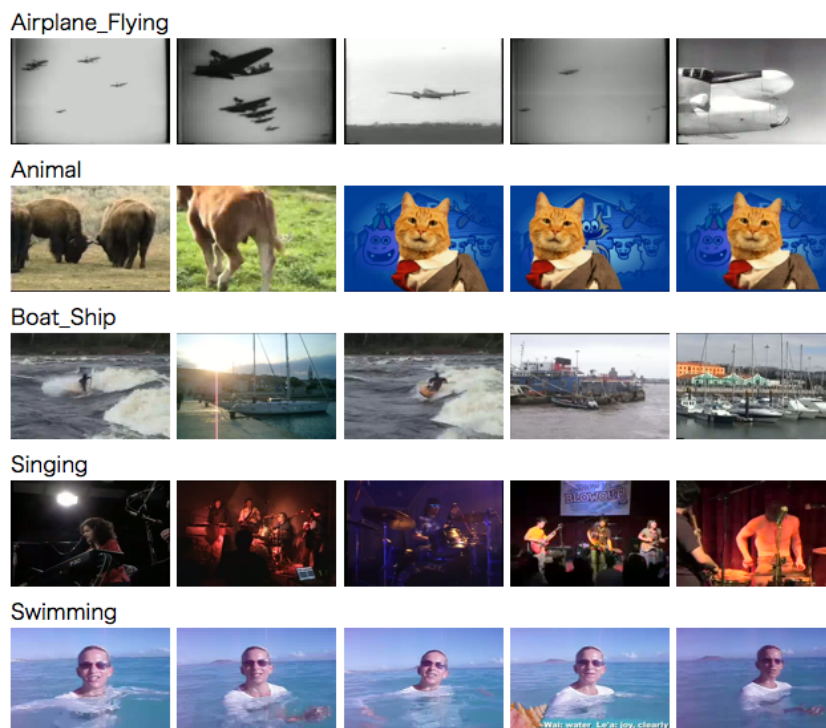 Airplane_Flying
Animal
Boat_Ship
Singing
BLOWOUT
Swimming
Wai: water Le'a: joy, clearly